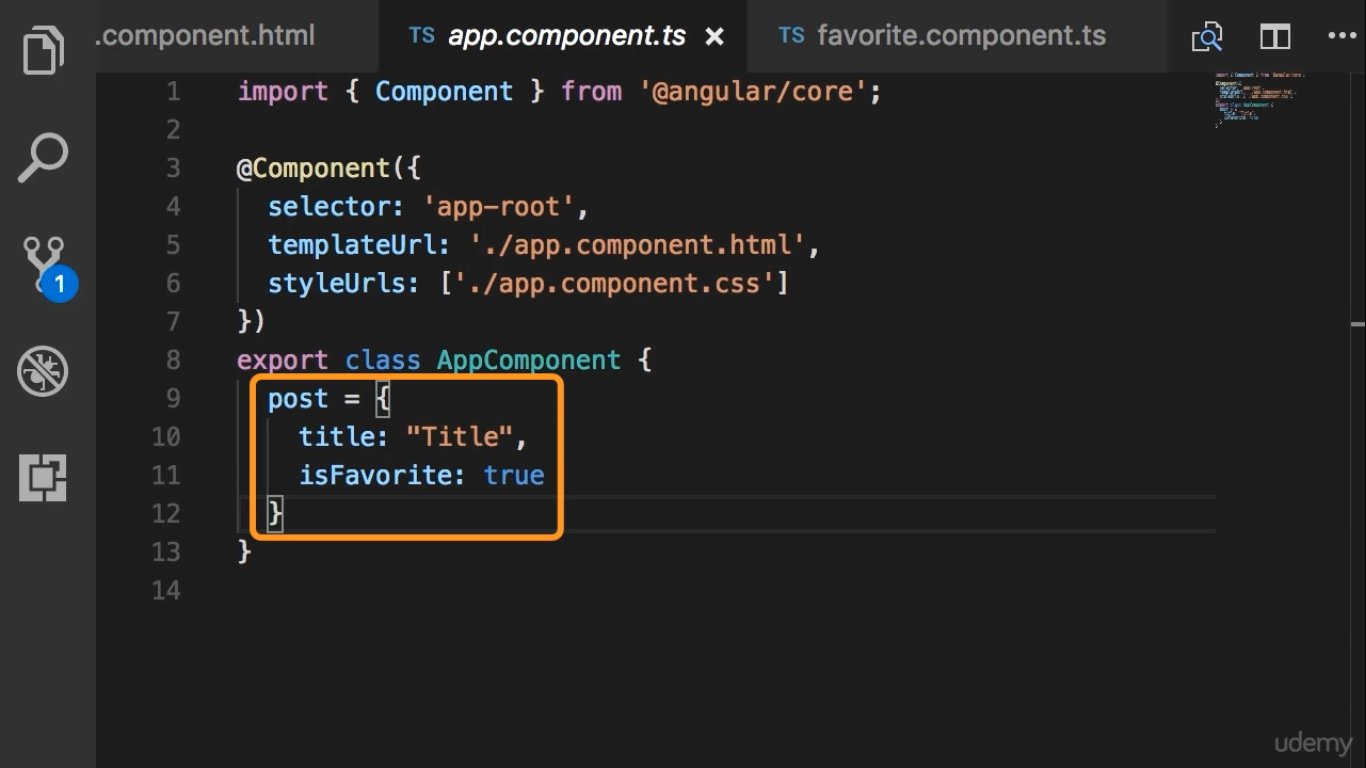 .component.html
TS app.component.ts ×
TS favorite.component.ts
1 import { Component } from '@angular/core';
2
3 @Component({
4   selector: 'app-root',
5   templateUrl: './app.component.html',
6   styleUrls: ['./app.component.css']
7 })
8 export class AppComponent {
9   post = {
10     title: "Title",
11     isFavorite: true
12   }
13 }
14
1
udemy